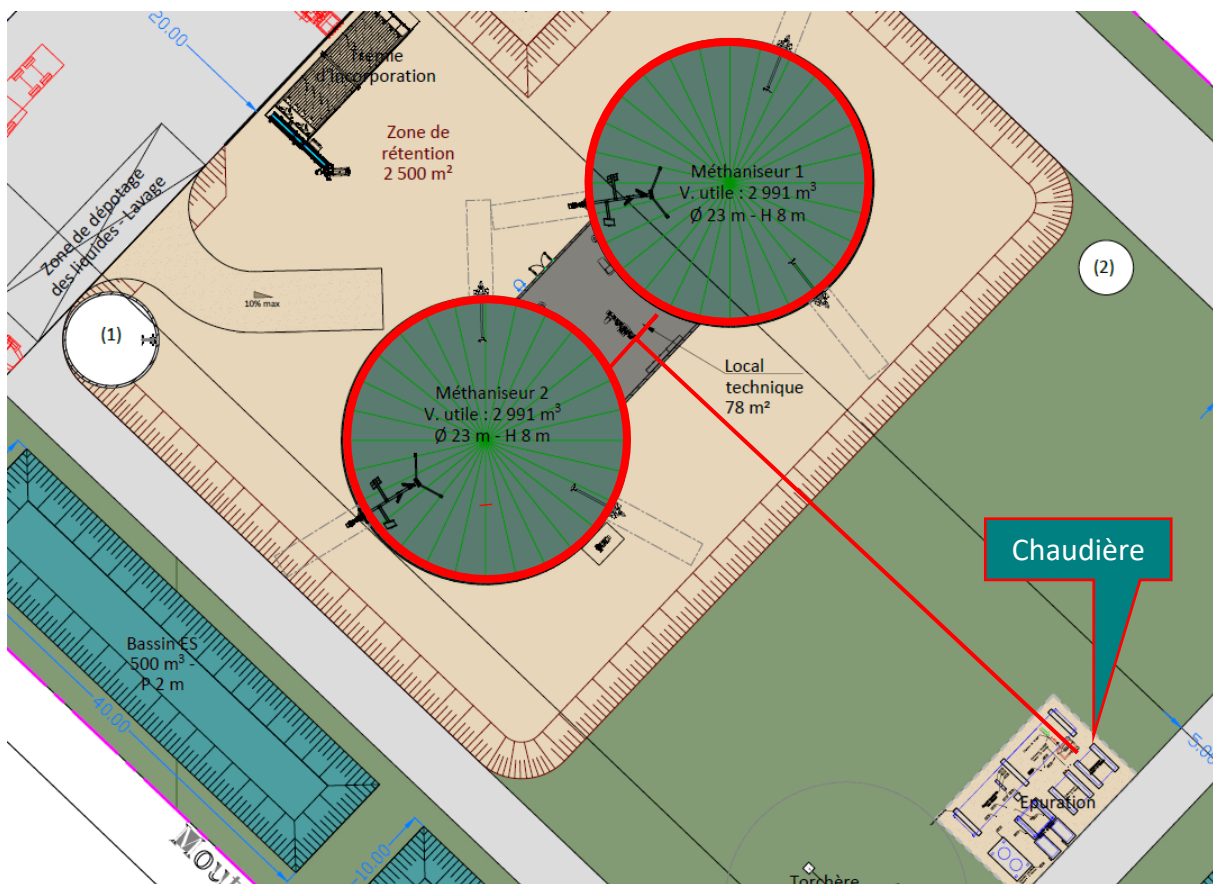 20.00
Trémie
d'incorporation
Zone de
rétention
2 500 m²
Méthaniseur 1
V. utile : 2 991 m³
Ø 23 m - H 8 m
Zone de dépotage
des liquides - Lavage
(2)
10% max
(1)
Local
technique
78 m²
Méthaniseur 2
V. utile : 2 991 m³
Ø 23 m - H 8 m
Chaudière
Bassin ES
500 m³ -
P 2 m
40.00
5.00
Epuration
10.00
Torchère